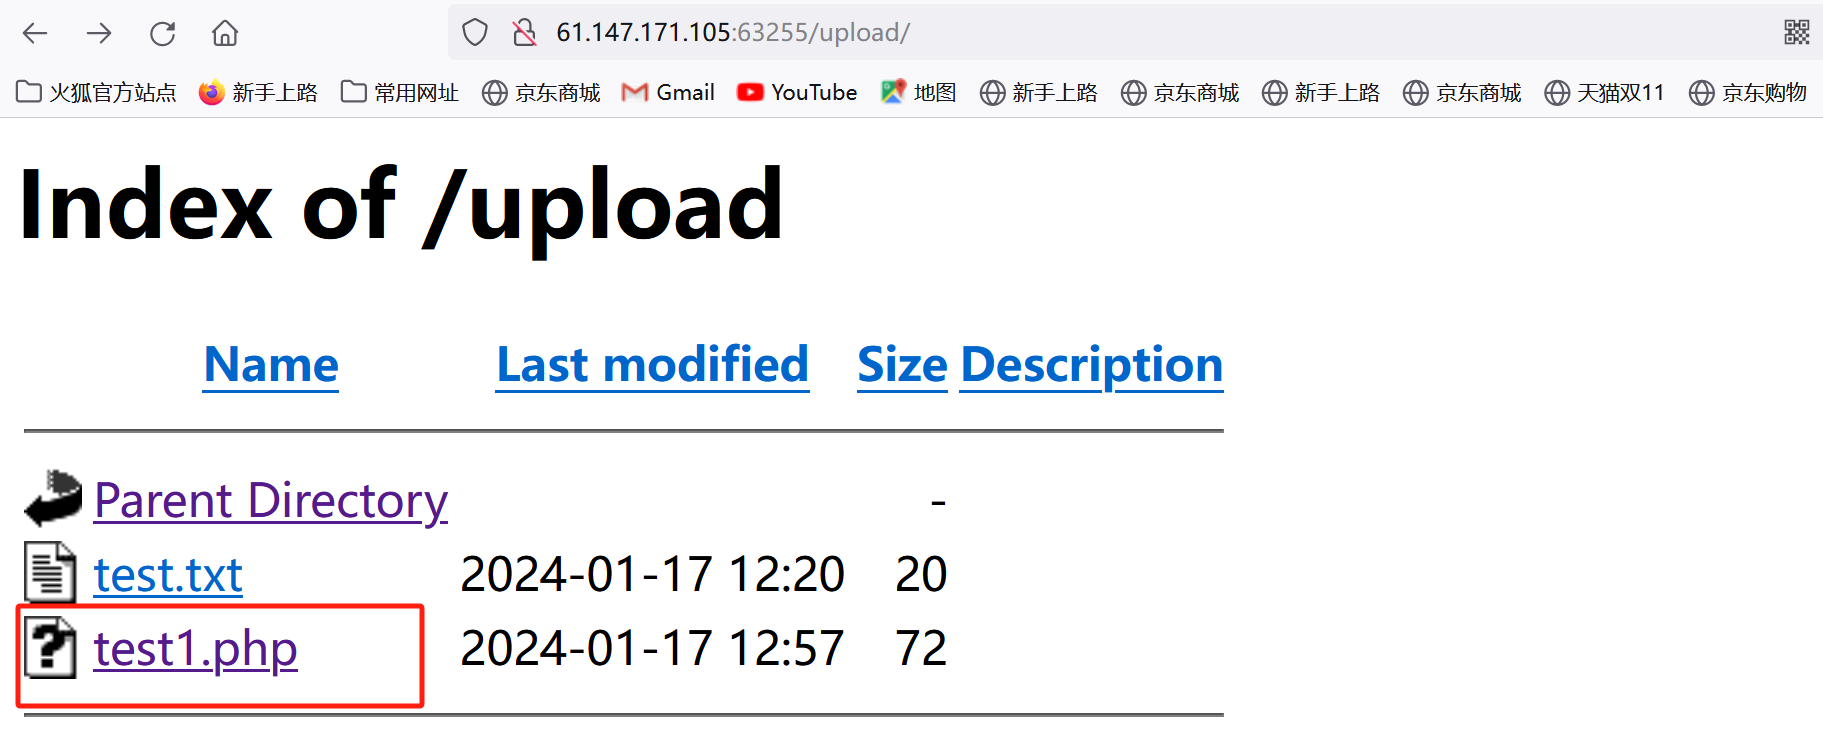 61.147.171.105:63255/upload/
火狐官方站点 新手上路 常用网址 京东商城 Gmail YouTube 地图 新手上路 京东商城 新手上路 京东商城 天猫双11 京东购物
Index of /upload
Name Last modified Size Description
Parent Directory -
test.txt 2024-01-17 12:20 20
test1.php 2024-01-17 12:57 72